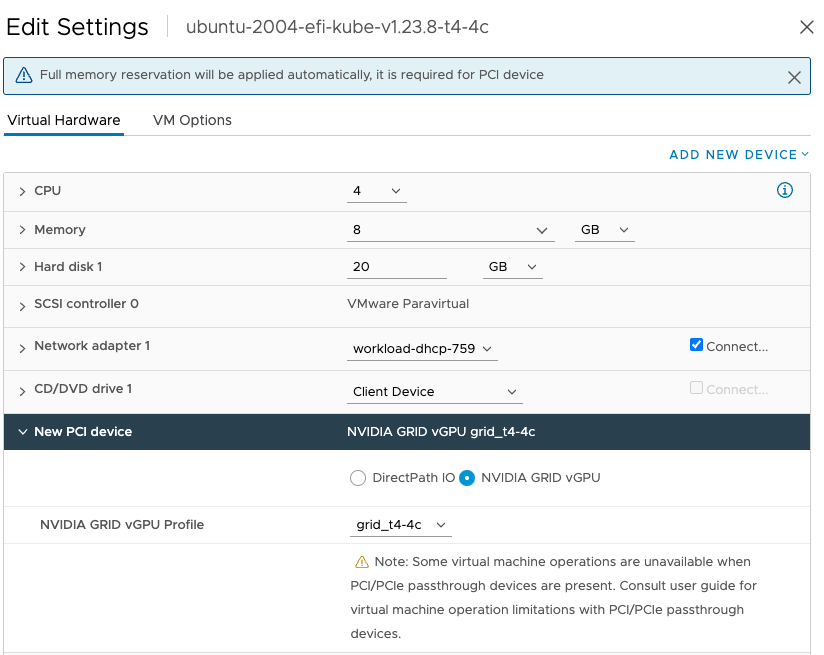 Edit Settings ubuntu-2004-efi-kube-v1.23.8-t4-4c
Full memory reservation will be applied automatically, it is required for PCI device
Virtual Hardware VM Options
ADD NEW DEVICE
CPU 4
Memory 8 GB
Hard disk 1 20 GB
SCSI controller 0 VMware Paravirtual
Network adapter 1 workload-dhcp-759 Connect...
CD/DVD drive 1 Client Device Connect...
New PCI device NVIDIA GRID vGPU grid_t4-4c
DirectPath IO NVIDIA GRID vGPU
NVIDIA GRID vGPU Profile grid_t4-4c
Note: Some virtual machine operations are unavailable when
PCI/PCIe passthrough devices are present. Consult user guide for
virtual machine operation limitations with PCI/PCIe passthrough
devices.